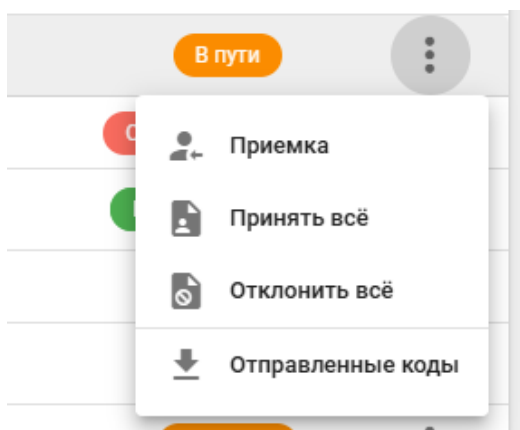 В пути
Приемка
Принять всё
Отклонить всё
Отправленные коды